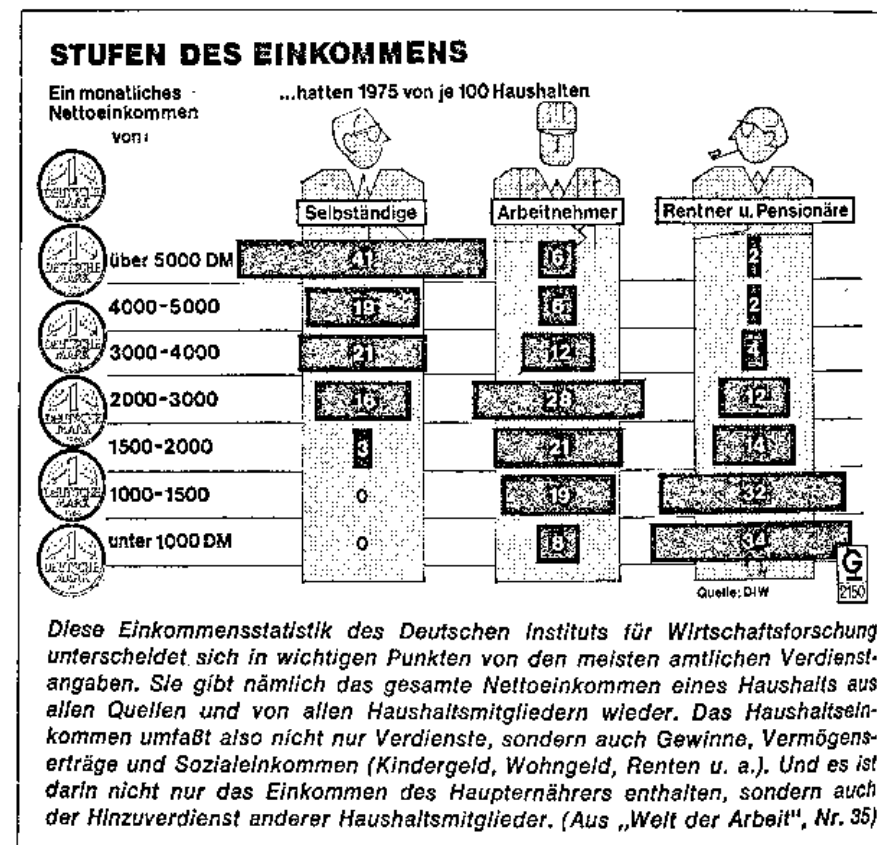 STUFEN DES EINKOMMENS
Ein monatliches ...hatten 1975 von je 100 Haushalten
Nettoeinkommen
von:
1 DEUTSCHE MARK
Selbständige Arbeitnehmer Rentner u. Pensionäre
über 5000 DM 41 6 2
4000-5000 19 6 2
3000-4000 21 12 4
2000-3000 16 28 12
1500-2000 3 21 14
1000-1500 0 19 32
unter 1000 DM 0 8 34
Quelle: DIW
G
2150
Diese Einkommensstatistik des Deutschen Instituts für Wirtschaftsforschung
unterscheidet sich in wichtigen Punkten von den meisten amtlichen Verdienst-
angaben. Sie gibt nämlich das gesamte Nettoeinkommen eines Haushalts aus
allen Quellen und von allen Haushaltsmitgliedern wieder. Das Haushaltsein-
kommen umfaßt also nicht nur Verdienste, sondern auch Gewinne, Vermögens-
erträge und Sozialeinkommen (Kindergeld, Wohngeld, Renten u. a.). Und es ist
darin nicht nur das Einkommen des Haupternährers enthalten, sondern auch
der Hinzuverdienst anderer Haushaltsmitglieder. (Aus „Welt der Arbeit", Nr. 35)